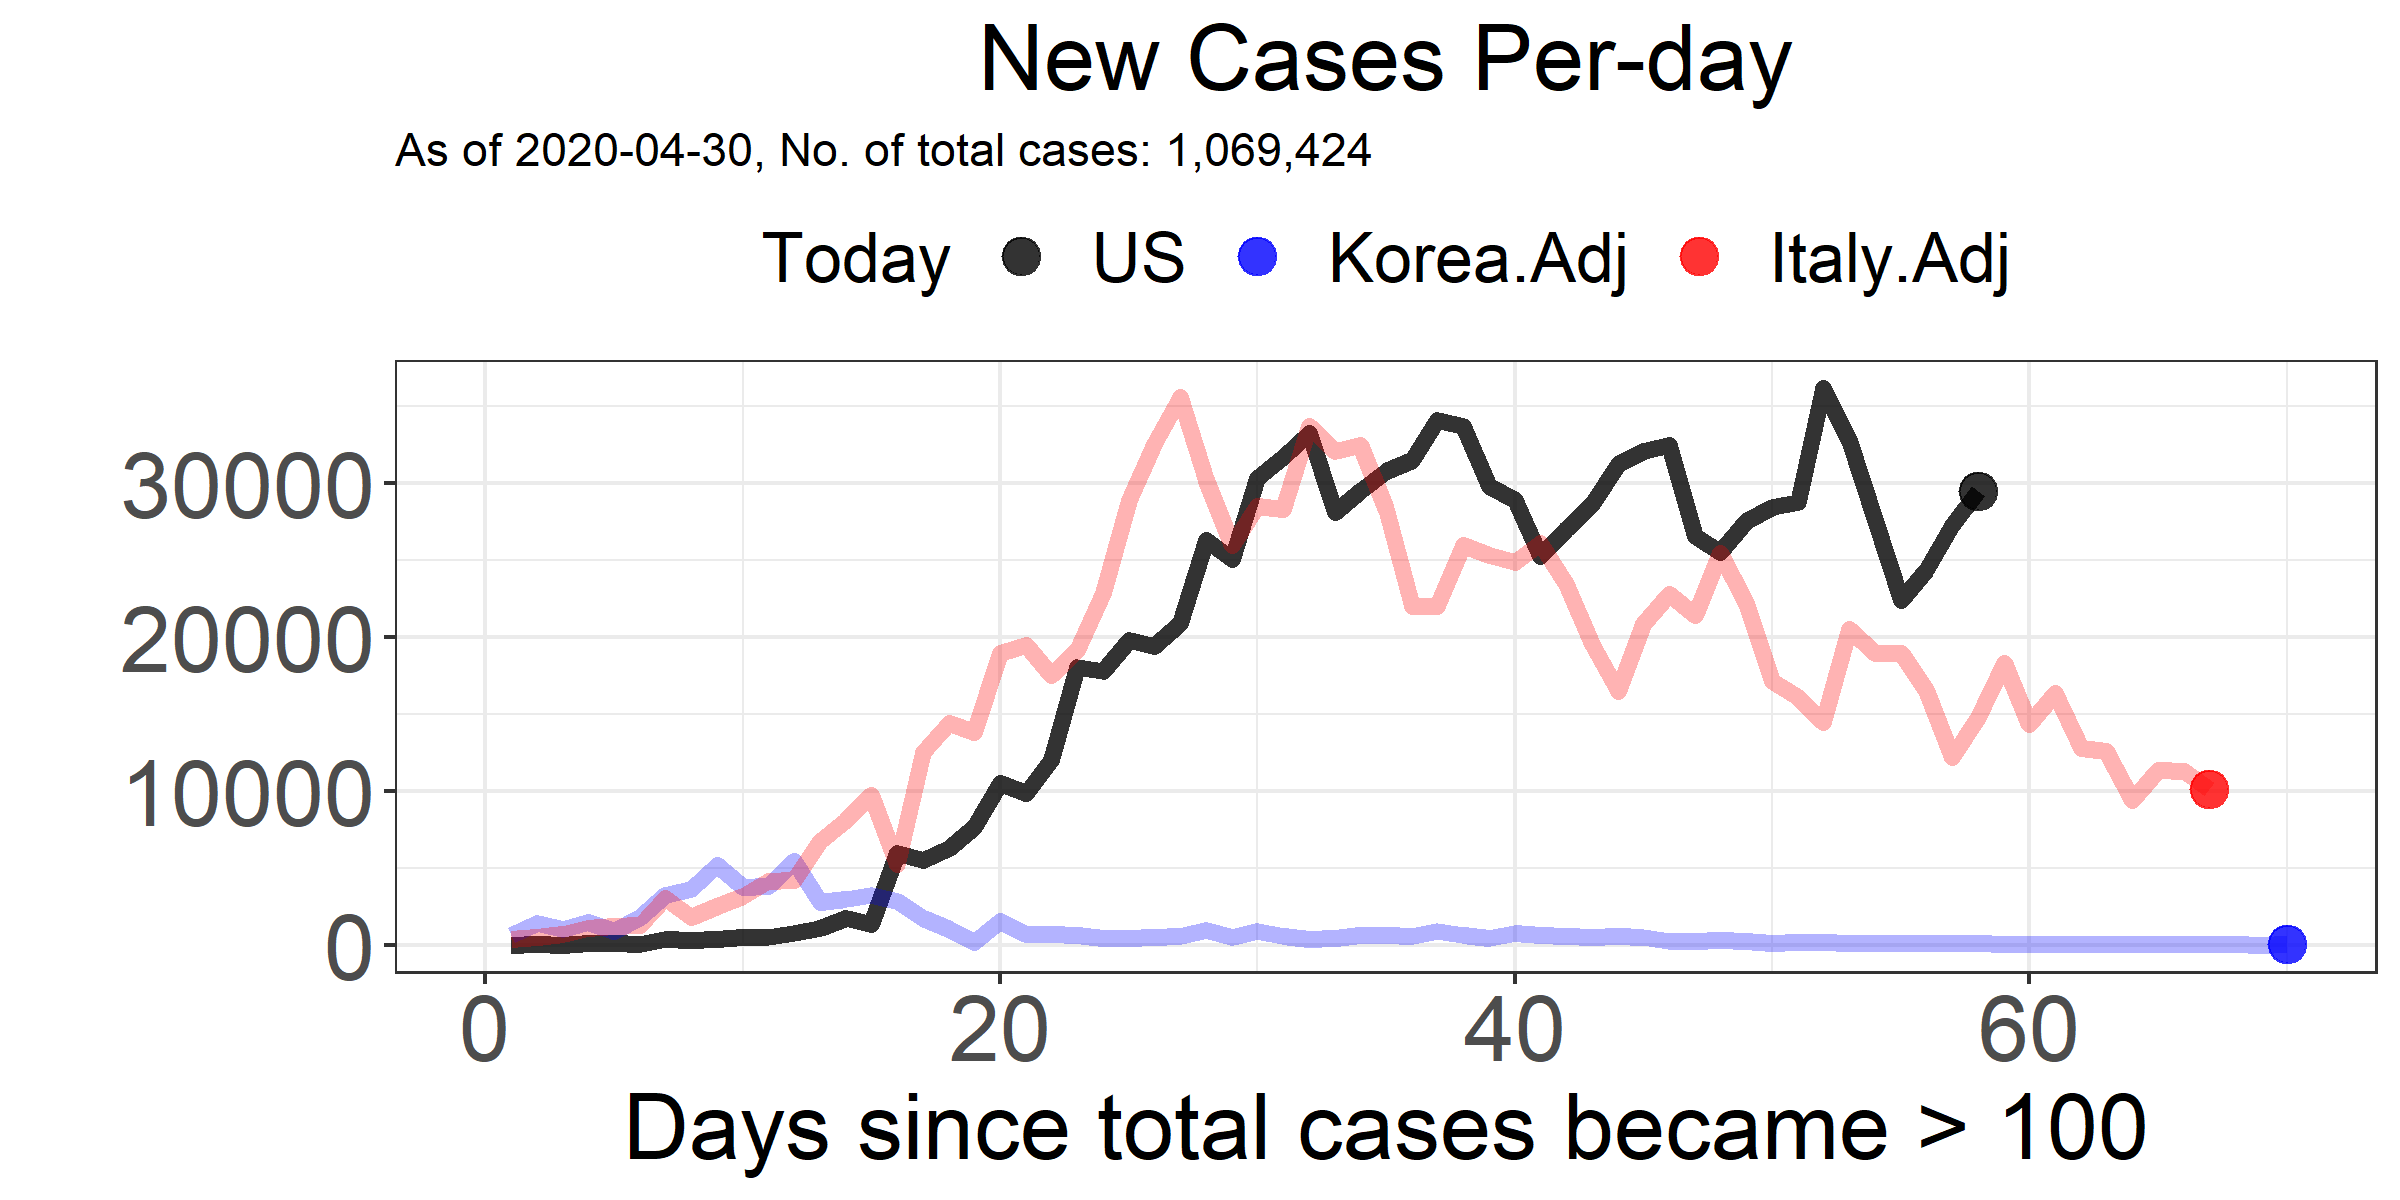 New Cases Per-day
As of 2020-04-30, No. of total cases: 1,069,424
Today US Korea.Adj Italy.Adj
30000
20000
10000
0
0 20 40 60
Days since total cases became > 100